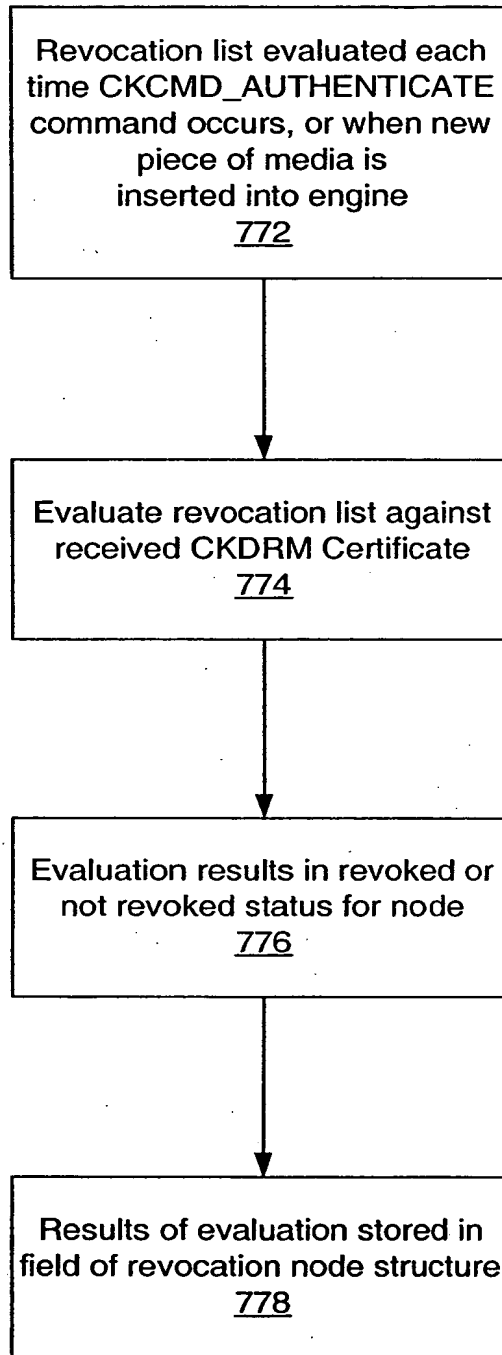 Revocation list evaluated each
time CKCMD_AUTHENTICATE
command occurs, or when new
piece of media is
inserted into engine
772
Evaluate revocation list against
received CKDRM Certificate
774
Evaluation results in revoked or
not revoked status for node
776
Results of evaluation stored in
field of revocation node structure
778